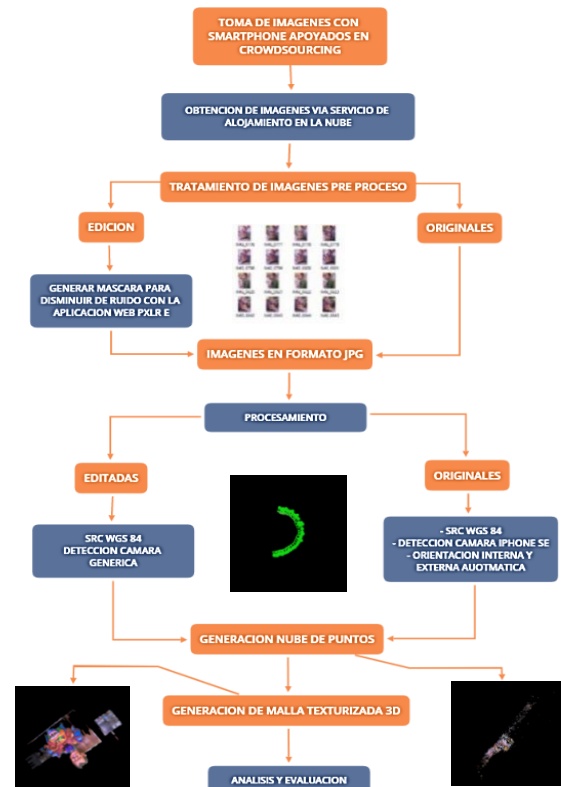 TOMA DE IMAGENES CON
SMARTPHONE APOYADOS EN
CROWDSOURCING
OBTENCION DE IMAGENES VIA SERVICIO DE
ALOJAMIENTO EN LA NUBE
TRATAMIENTO DE IMAGENES PRE PROCESO
EDICION
ORIGINALES
GENERAR MASCARA PARA
DISMINUIR DE RUIDO CON LA
APLICACION WEB PXLR E
IMAGENES EN FORMATO JPG
PROCESAMIENTO
EDITADAS
ORIGINALES
SRC WGS 84
DETECCION CAMARA
GENERICA
- SRC WGS 84
- DETECCION CAMARA IPHONE SE
- ORIENTACION INTERNA Y
EXTERNA AUOTMATICA
GENERACION NUBE DE PUNTOS
GENERACION DE MALLA TEXTURIZADA 3D
ANALISIS Y EVALUACION